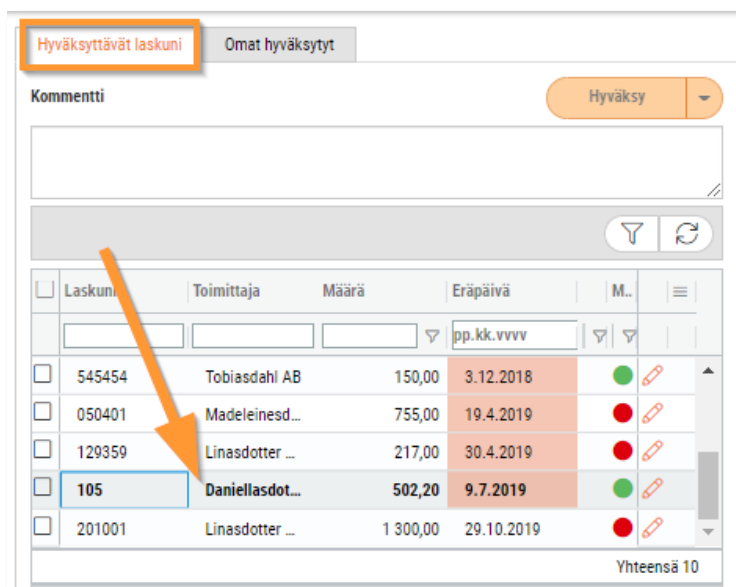 Hyväksyttävät laskuni Omat hyväksytyt
Kommentti Hyväksy
Toimittaja Määrä Eräpäivä M..
pp.kk.vvvv
545454 Tobiasdahl AB 150,00 3.12.2018
050401 Madeleinesd... 755,00 19.4.2019
129359 Linasdotter ... 217,00 30.4.2019
105 Daniellasdot... 502,20 9.7.2019
201001 Linasdotter ... 1 300,00 29.10.2019
Yhteensä 10